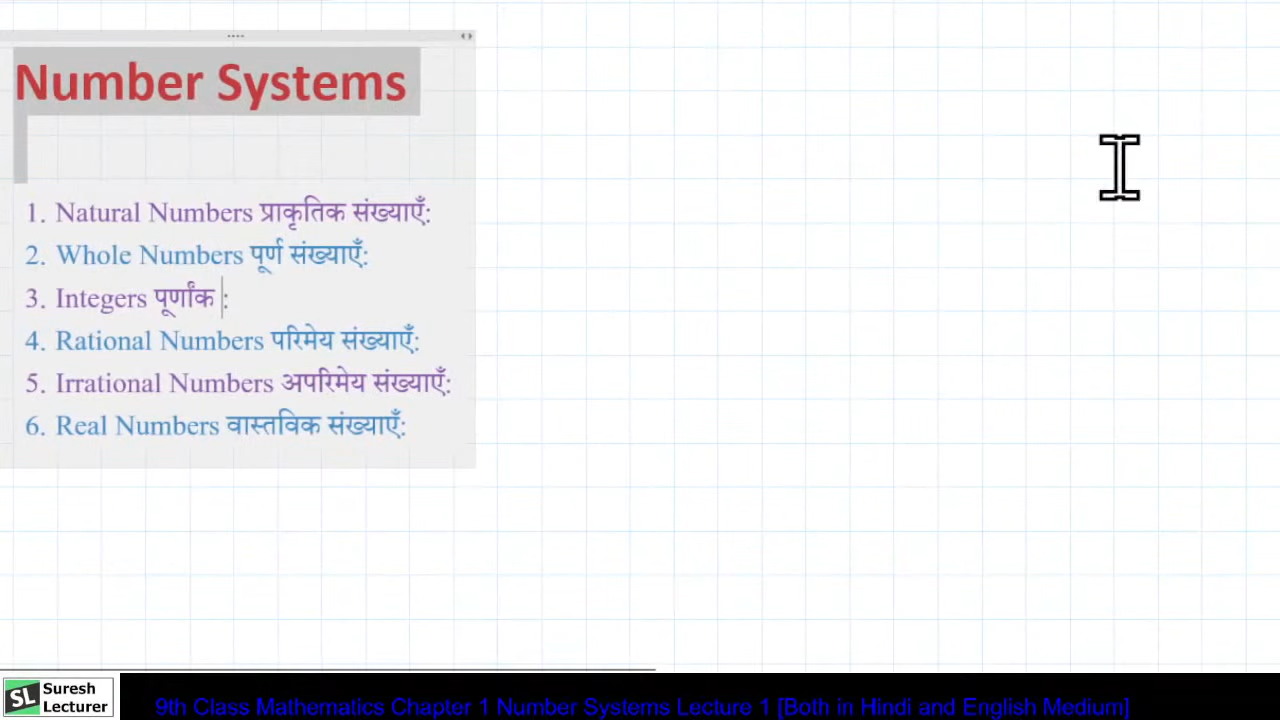 Number Systems
1. Natural Numbers प्राकृतिक संख्याएँ:
2. Whole Numbers पूर्ण संख्याएँ:
3. Integers पूर्णांक :
4. Rational Numbers परिमेय संख्याएँ:
5. Irrational Numbers अपरिमेय संख्याएँ:
6. Real Numbers वास्तविक संख्याएँ:
SL Suresh
Lecturer
9th Class Mathematics Chapter 1 Number Systems Lecture 1 [Both in Hindi and English Medium]